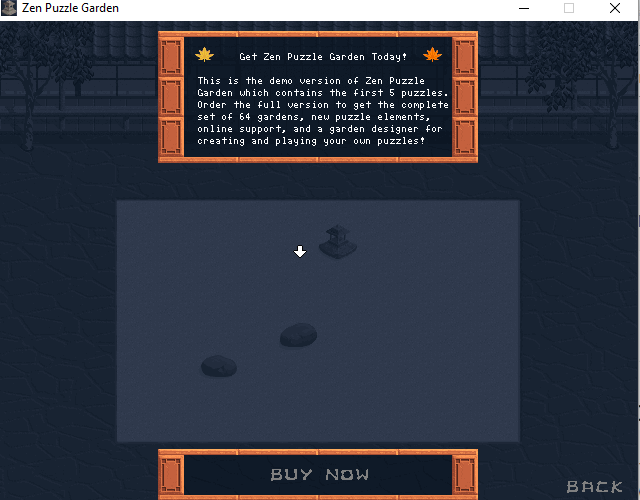 Zen Puzzle Garden
Get Zen Puzzle Garden Today!
This is the demo version of Zen Puzzle
Garden which contains the first 5 puzzles.
Order the full version to get the complete
set of 64 gardens, new puzzle elements,
online support, and a garden designer for
creating and playing your own puzzles!
BUY NOW
BACK